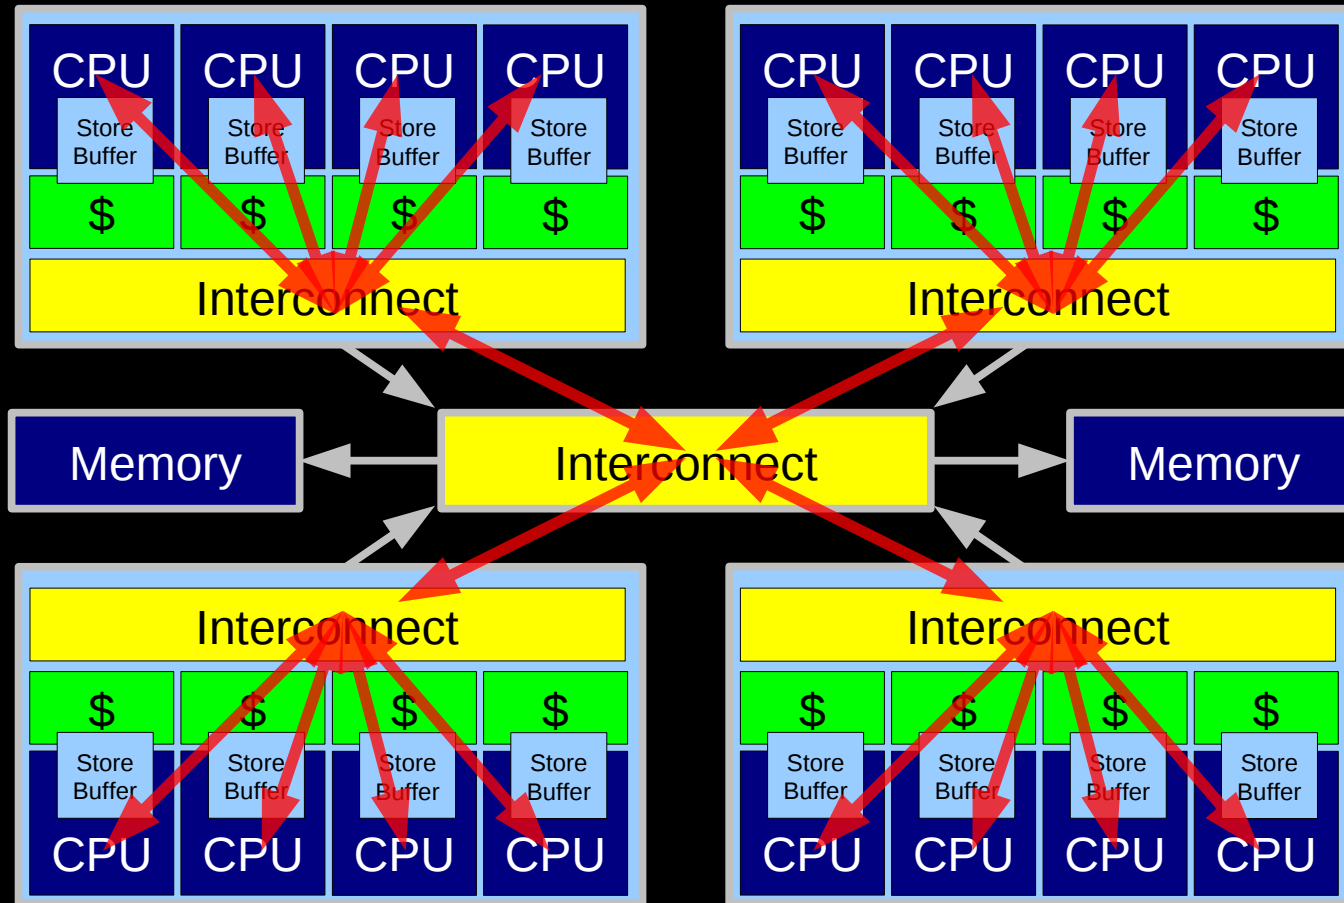 CPU CPU CPU CPU CPU CPU CPU CPU
Store Store Store Store Store Store Store Store
Buffer Buffer Buffer Buffer Buffer Buffer Buffer Buffer
$ $ $ $ $ $ $ $
Interconnect Interconnect
Memory Interconnect Memory
Interconnect Interconnect
$ $ $ $ $ $ $ $
Store Store Store Store Store Store Store Store
Buffer Buffer Buffer Buffer Buffer Buffer Buffer Buffer
CPU CPU CPU CPU CPU CPU CPU CPU